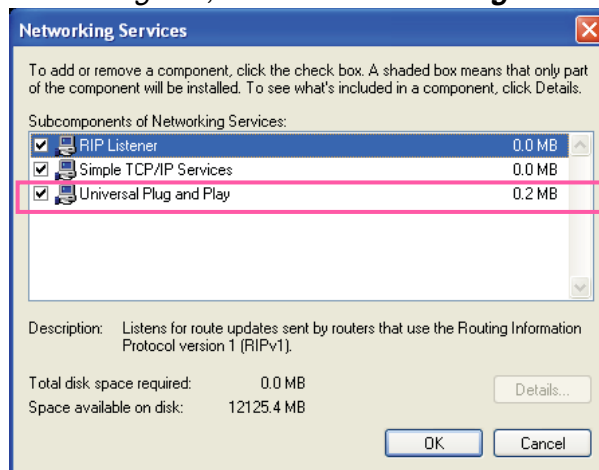 Networking Services
To add or remove a component, click the check box. A shaded box means that only part
of the component will be installed. To see what's included in a component, click Details.
Subcomponents of Networking Services:
RIP Listener 0.0 MB
Simple TCP/IP Services 0.0 MB
Universal Plug and Play 0.2 MB
Description: Listens for route updates sent by routers that use the Routing Information
Protocol version 1 (RIPv1).
Total disk space required: 0.0 MB
Details...
Space available on disk: 12125.4 MB
OK Cancel